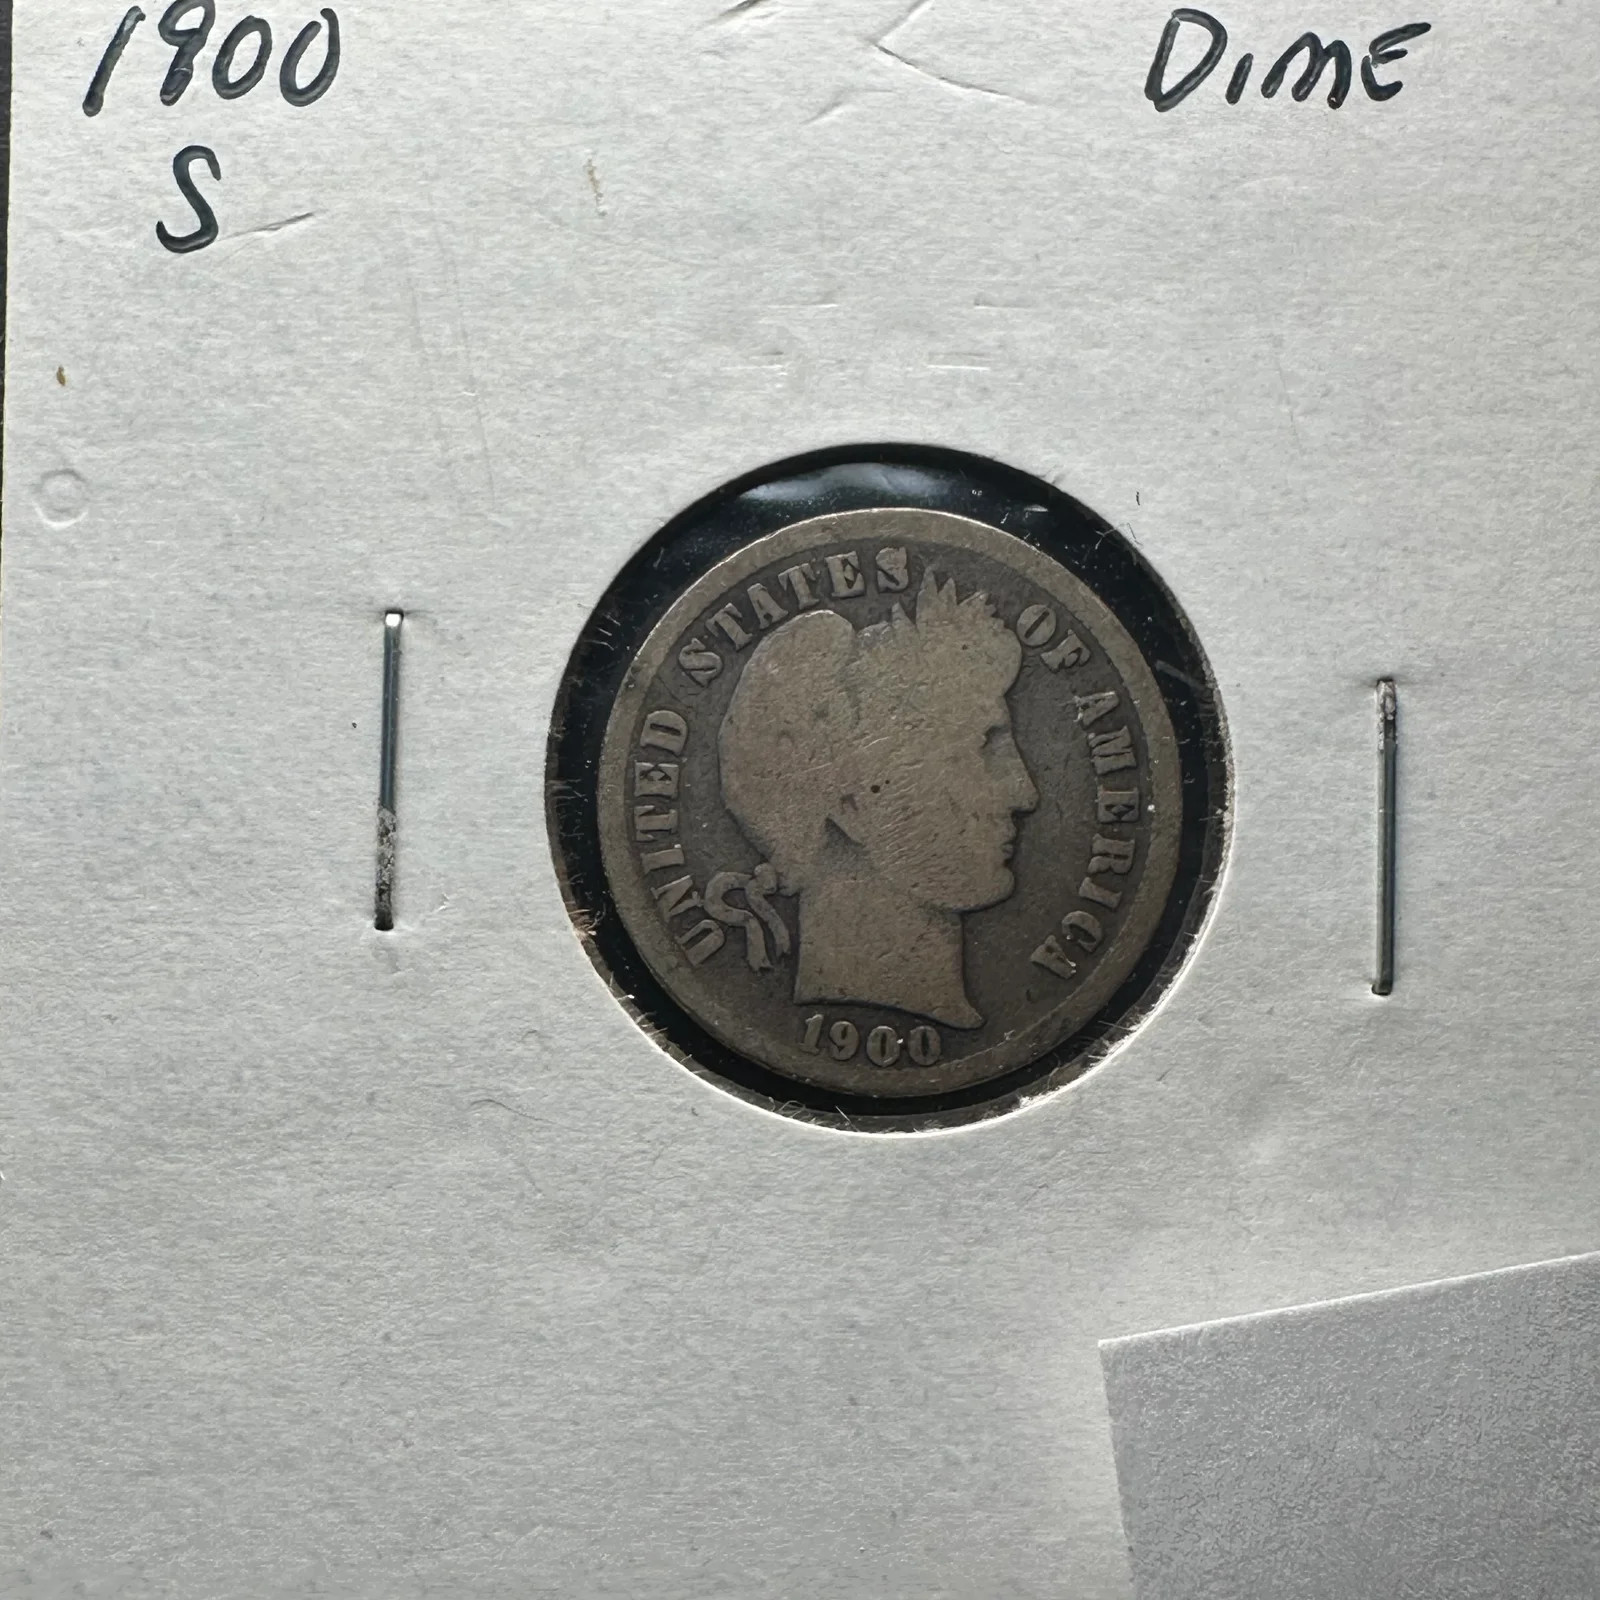 1900 DIME
S
UNITED STATES OF AMERICA
1900